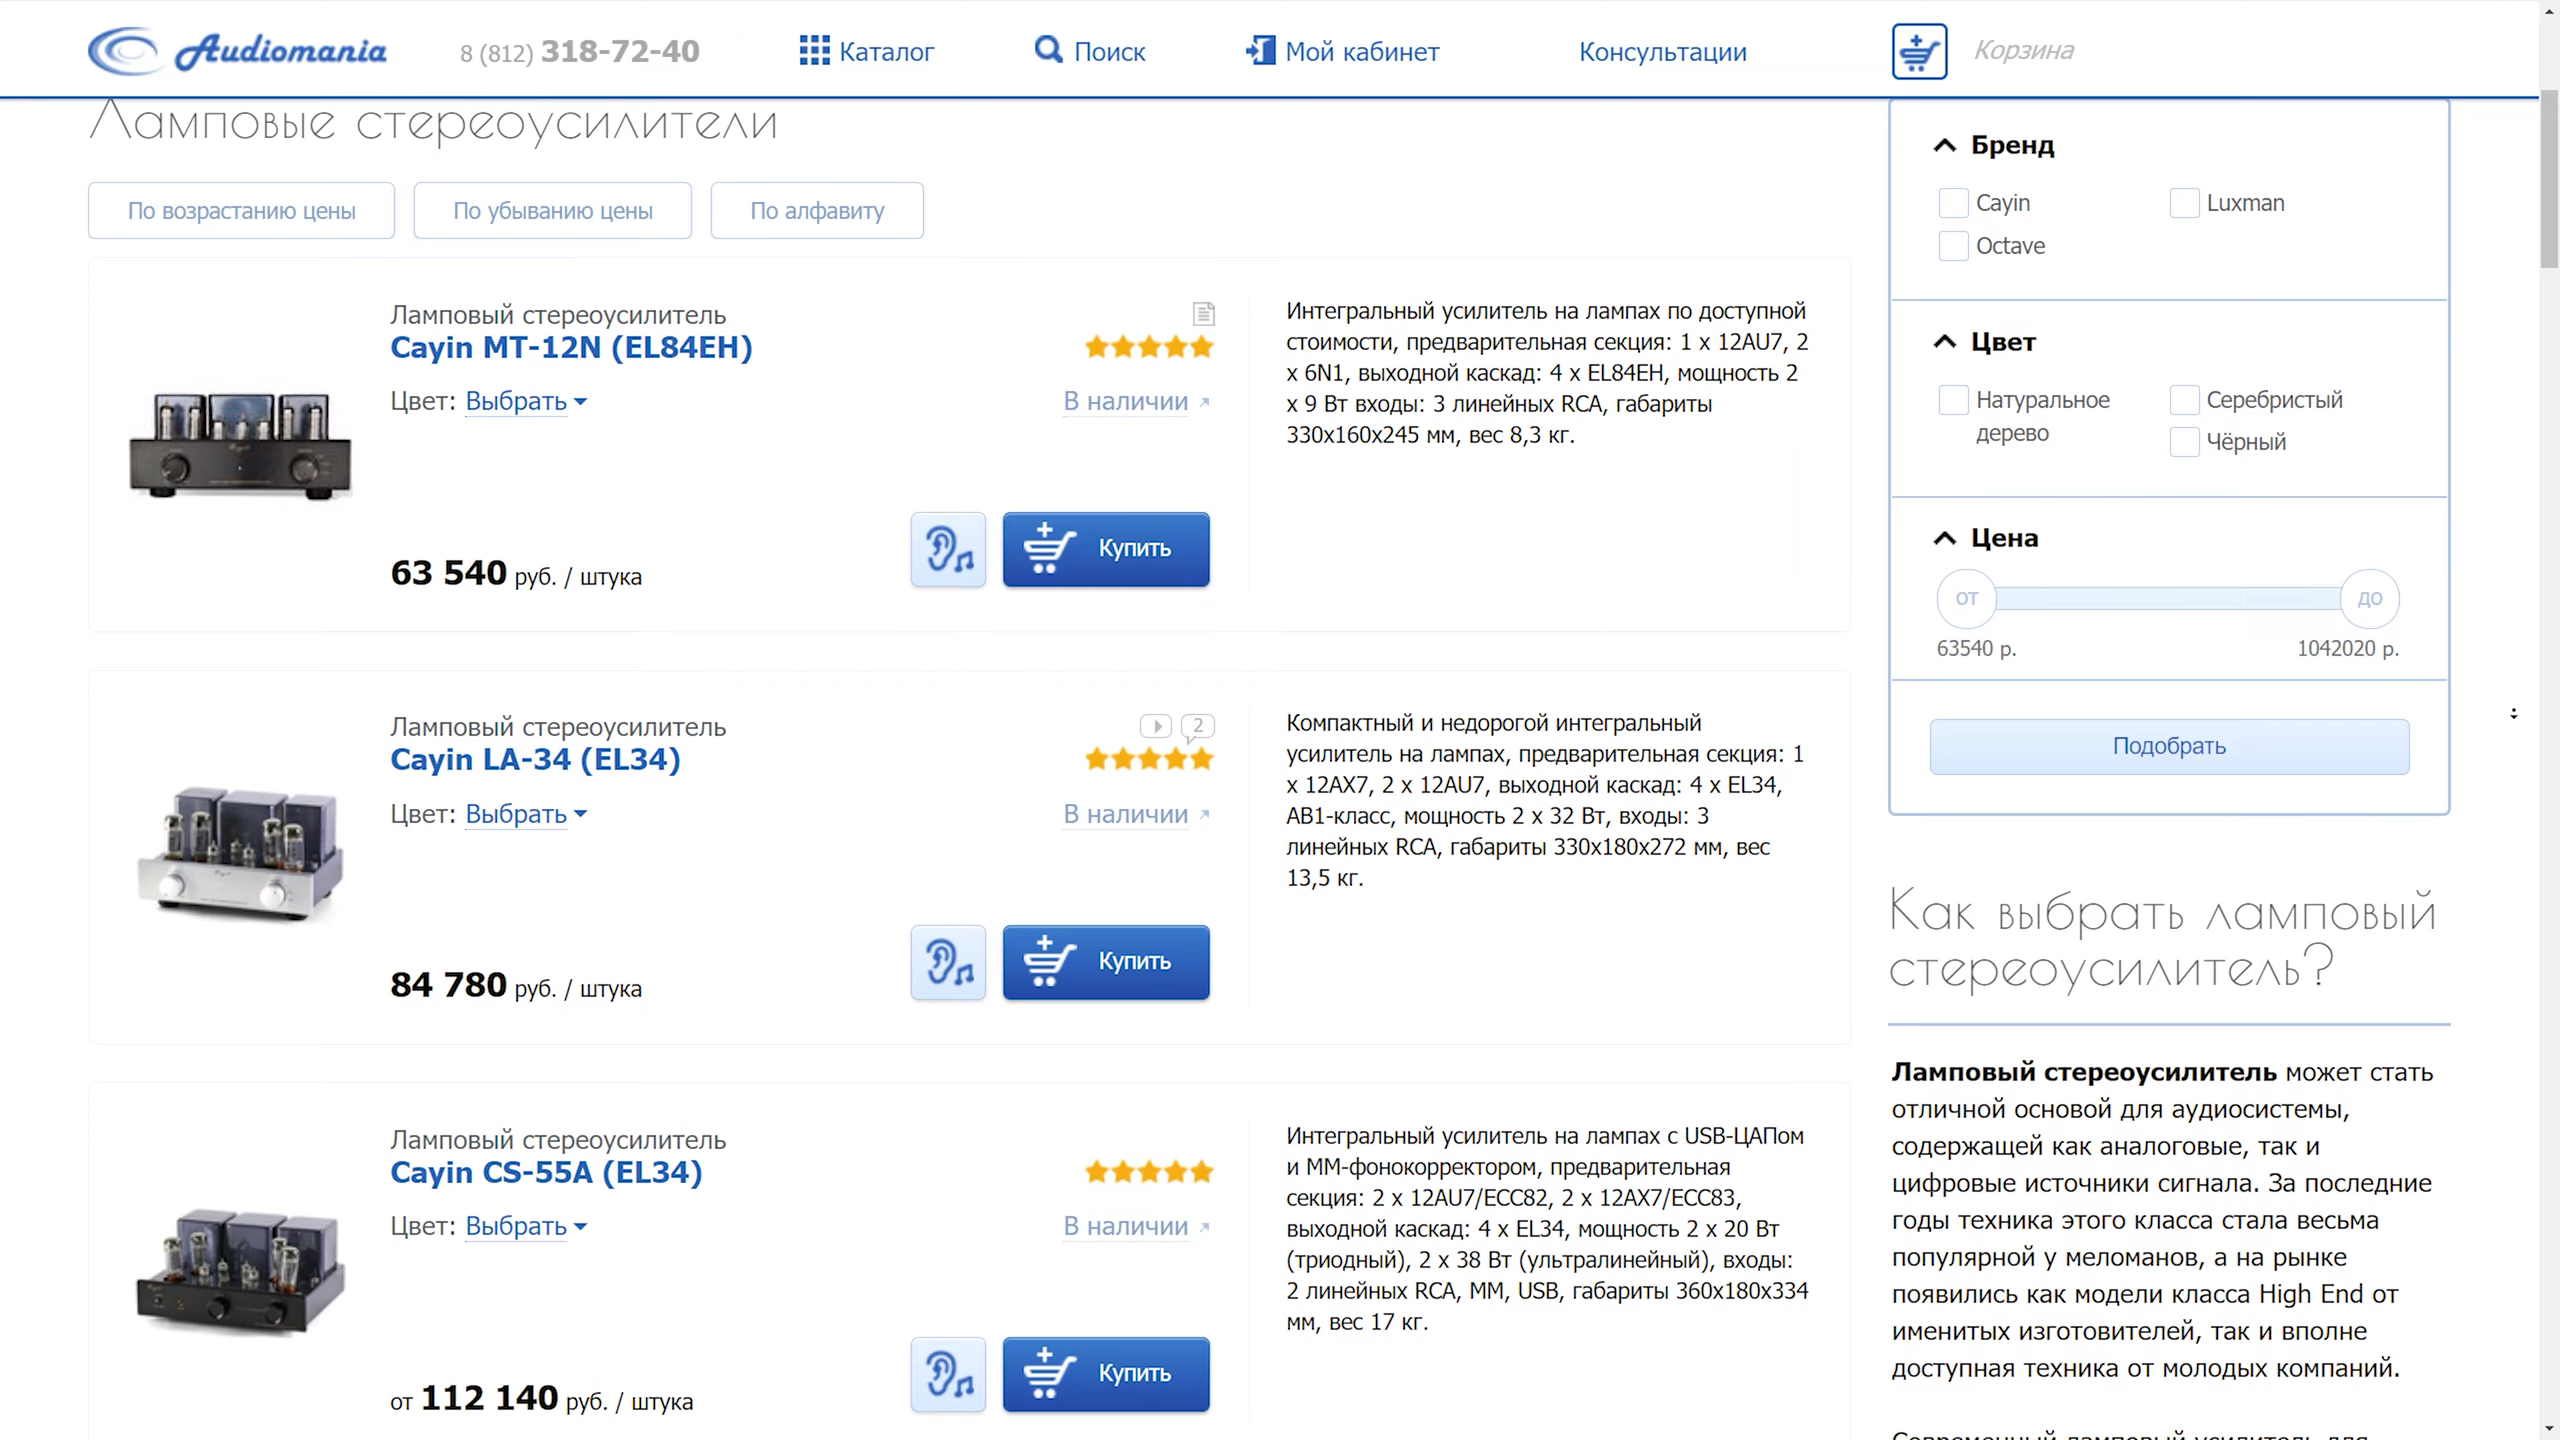 Audiomania
8 (812) 318-72-40
Каталог
Поиск
Мой кабинет
Консультации
Корзина
Ламповые стереоусилители
По возрастанию цены
По убыванию цены
По алфавиту
Ламповый стереоусилитель
Cayin MT-12N (EL84EH)
Цвет: Выбрать
В наличии
63 540 руб. / штука
Купить
Интегральный усилитель на лампах по доступной
стоимости, предварительная секция: 1 x 12AU7, 2
x 6N1, выходной каскад: 4 x EL84EH, мощность 2
x 9 Вт входы: 3 линейных RCA, габариты
330x160x245 мм, вес 8,3 кг.
Ламповый стереоусилитель
2
Cayin LA-34 (EL34)
Цвет: Выбрать
В наличии
84 780 руб. / штука
Купить
Компактный и недорогой интегральный
усилитель на лампах, предварительная секция: 1
x 12AX7, 2 x 12AU7, выходной каскад: 4 x EL34,
AB1-класс, мощность 2 x 32 Вт, входы: 3
линейных RCA, габариты 330x180x272 мм, вес
13,5 кг.
Ламповый стереоусилитель
Cayin CS-55A (EL34)
Цвет: Выбрать
В наличии
от 112 140 руб. / штука
Купить
Интегральный усилитель на лампах с USB-ЦАПом
и MM-фонокорректором, предварительная
секция: 2 x 12AU7/ECC82, 2 x 12AX7/ECC83,
выходной каскад: 4 x EL34, мощность 2 x 20 Вт
(триодный), 2 x 38 Вт (ультралинейный), входы:
2 линейных RCA, MM, USB, габариты 360x180x334
мм, вес 17 кг.
Бренд
Cayin
Luxman
Octave
Цвет
Натуральное
дерево
Серебристый
Чёрный
Цена
от
до
63540 р.
1042020 р.
Подобрать
Как выбрать ламповый
стереоусилитель?
Ламповый стереоусилитель может стать
отличной основой для аудиосистемы,
содержащей как аналоговые, так и
цифровые источники сигнала. За последние
годы техника этого класса стала весьма
популярной у меломанов, а на рынке
появились как модели класса High End от
именитых изготовителей, так и вполне
доступная техника от молодых компаний.